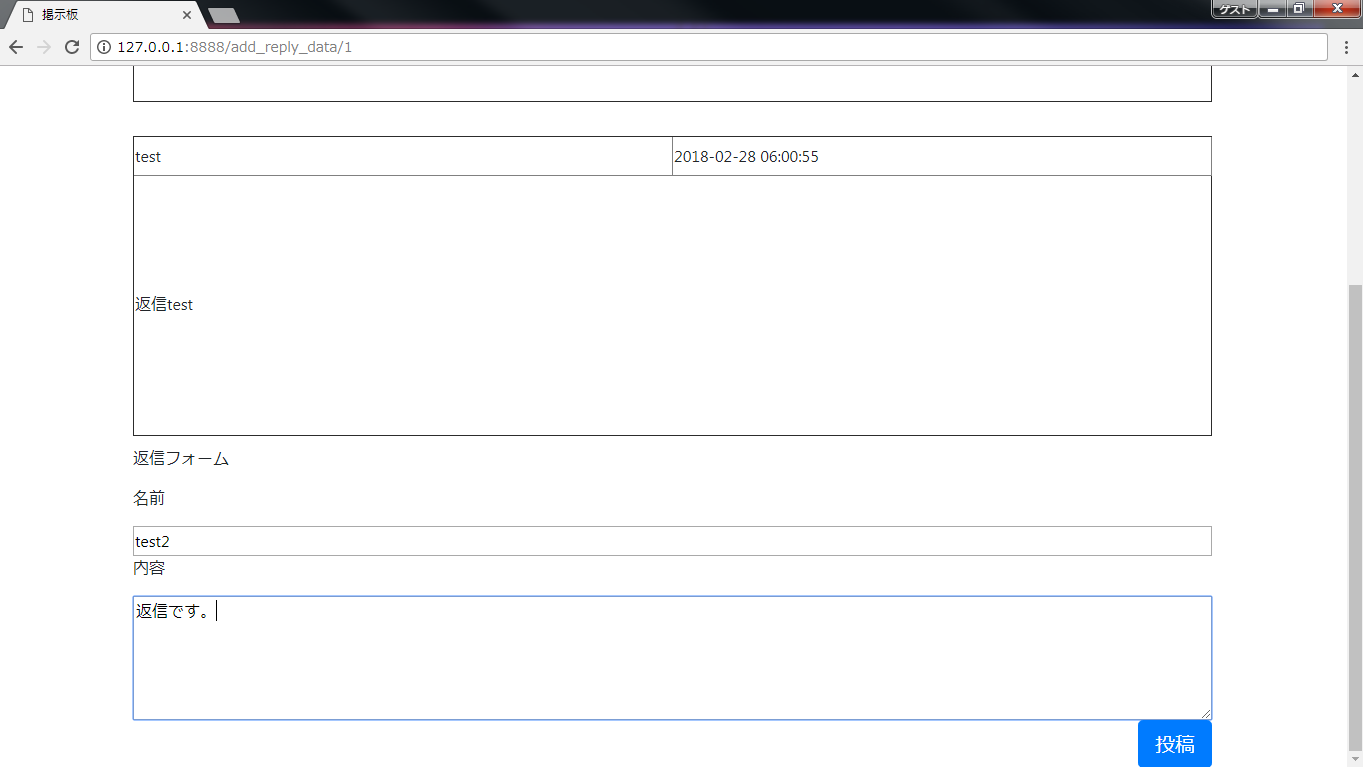 掲示板
ゲスト
127.0.0.1:8888/add_reply_data/1
test
2018-02-28 06:00:55
返信test
返信フォーム
名前
test2
内容
返信です。
投稿